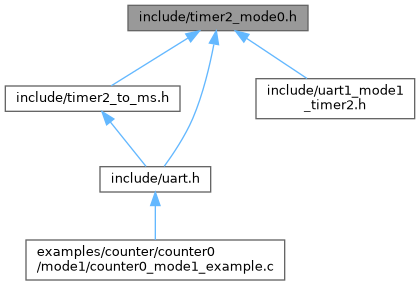 include/timer2_mode0.h
include/timer2_to_ms.h
include/uart1_mode1
_timer2.h
include/uart.h
examples/counter/counter0
/mode1/counter0_mode1_example.c